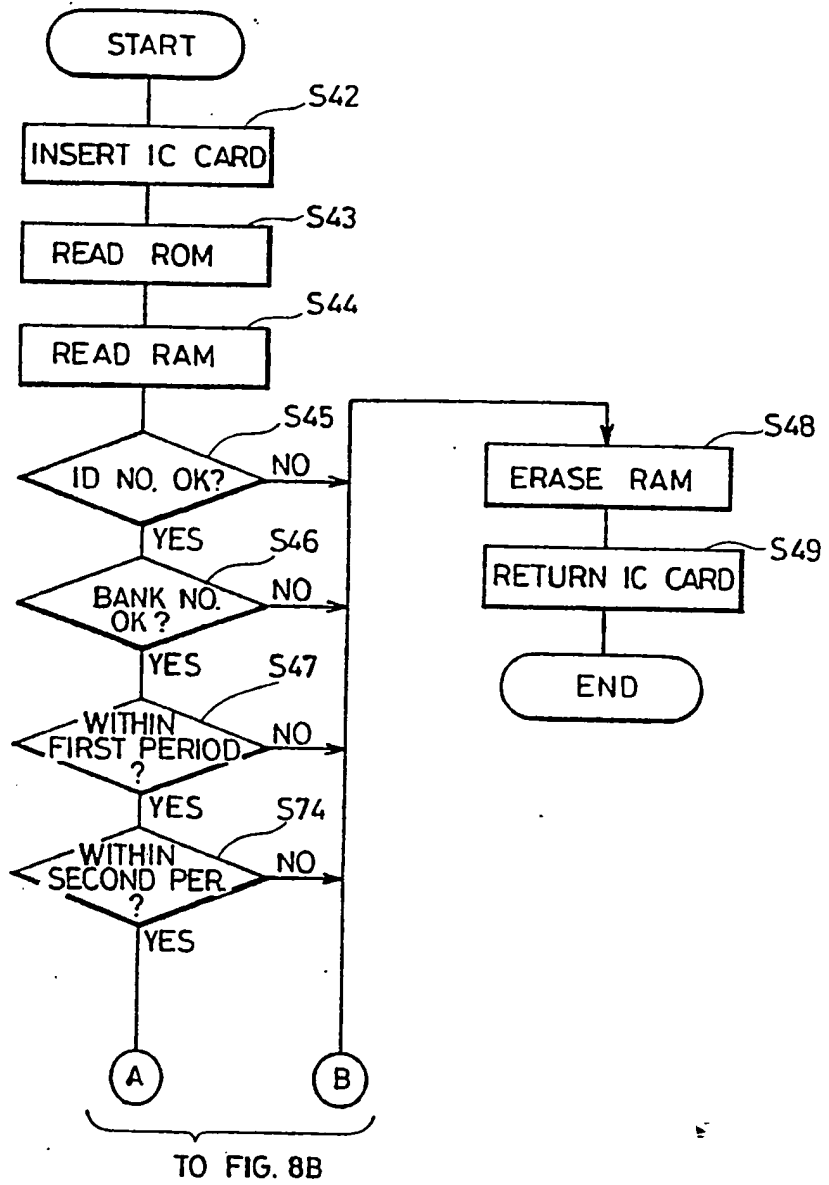 START
S42
INSERT IC CARD
S43
READ ROM
S44
READ RAM
S45
ID NO. OK?
NO
YES
S46
BANK NO.
OK?
NO
YES
S47
WITHIN
FIRST PERIOD
?
NO
YES
S74
WITHIN
SECOND PER.
?
NO
YES
A
B
TO FIG. 8B
S48
ERASE RAM
S49
RETURN IC CARD
END